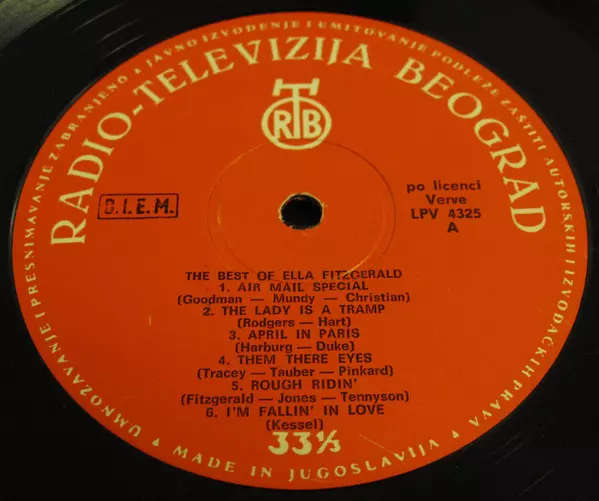 UMNOŽAVANJE I PRESNIMAVANJE ZABRANJENO ▲ JAVNO IZVOĐENJE I EMITOVANJE PODLEŽE ZAŠTITI AUTORSKIH I IZVOĐAČKIH PRAVA ▲ MADE IN JUGOSLAVIJA ▲
RADIO-TELEVIZIJA BEOGRAD
RTB
B.I.E.M.
po licenci
Verve
LPV 4325
A
THE BEST OF ELLA FITZGERALD
1. AIR MAIL SPECIAL
(Goodman — Mundy — Christian)
2. THE LADY IS A TRAMP
(Rodgers — Hart)
3. APRIL IN PARIS
(Harburg — Duke)
4. THEM THERE EYES
(Tracey — Tauber — Pinkard)
5. ROUGH RIDIN'
(Fitzgerald — Jones — Tennyson)
6. I'M FALLIN' IN LOVE
(Kessel)
33⅓